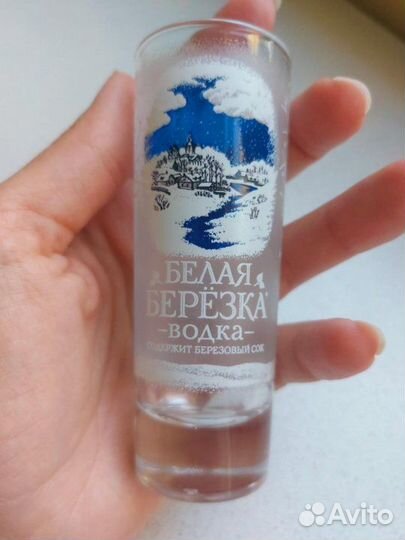 БЕЛАЯ
БЕРЁЗКА
-ВОДКА-
СОДЕРЖИТ БЕРЕЗОВЫЙ СОК
Avito